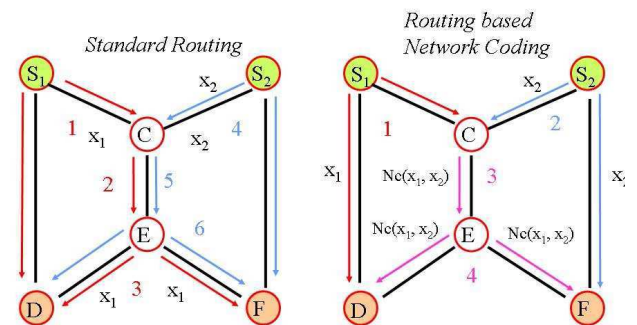 Standard Routing
S1
S2
x2
1
x1
C
x2
4
2
5
E
6
x1
3
x1
D
F
Routing based
Network Coding
S1
S2
x2
1
C
2
x1
Nc(x1, x2)
3
x2
Nc(x1, x2)
E
Nc(x1, x2)
4
D
F